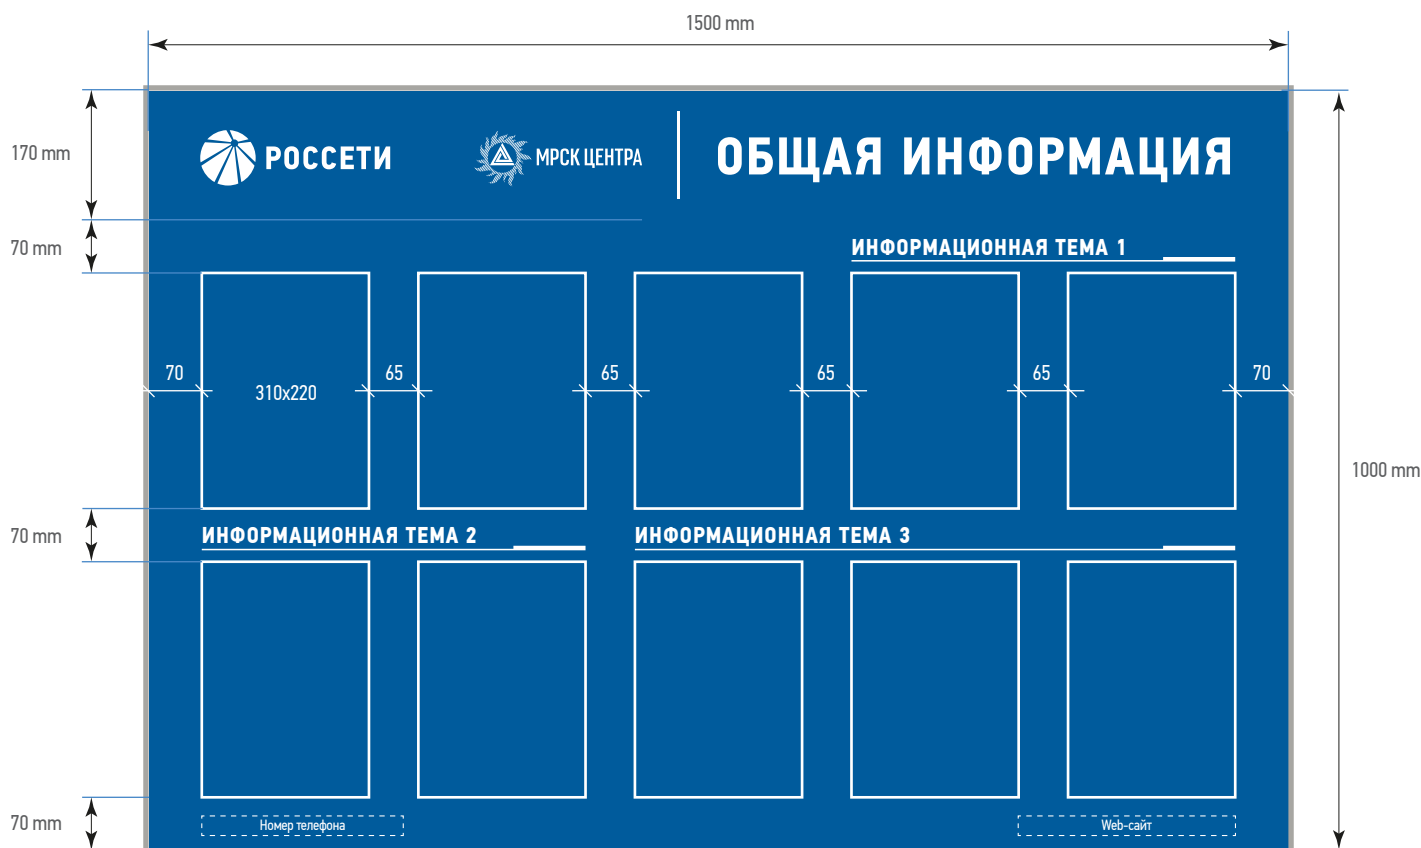 1500 mm
170 mm
РОССЕТИ
МРСК ЦЕНТРА
ОБЩАЯ ИНФОРМАЦИЯ
70 mm
ИНФОРМАЦИОННАЯ ТЕМА 1
70
310x220
65
65
65
65
70
1000 mm
70 mm
ИНФОРМАЦИОННАЯ ТЕМА 2
ИНФОРМАЦИОННАЯ ТЕМА 3
70 mm
Номер телефона
Web-сайт